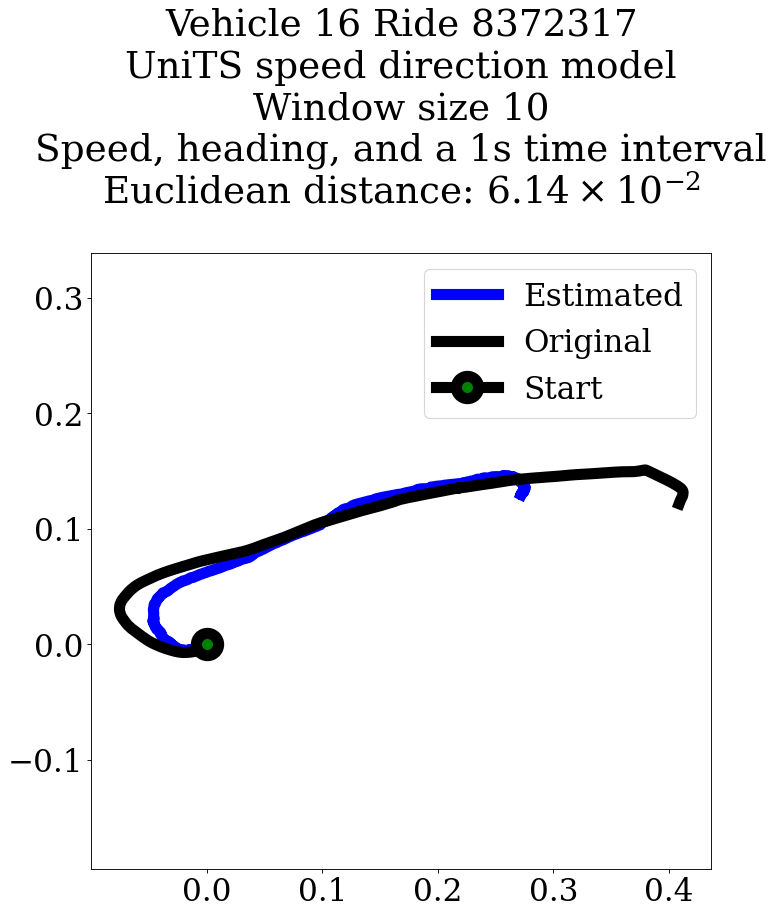 Vehicle 16 Ride 8372317
UniTS speed direction model
Window size 10
Speed, heading, and a 1s time interval
Euclidean distance: 6.14 × 10⁻²
Estimated
Original
Start
0.3
0.2
0.1
0.0
−0.1
0.0 0.1 0.2 0.3 0.4